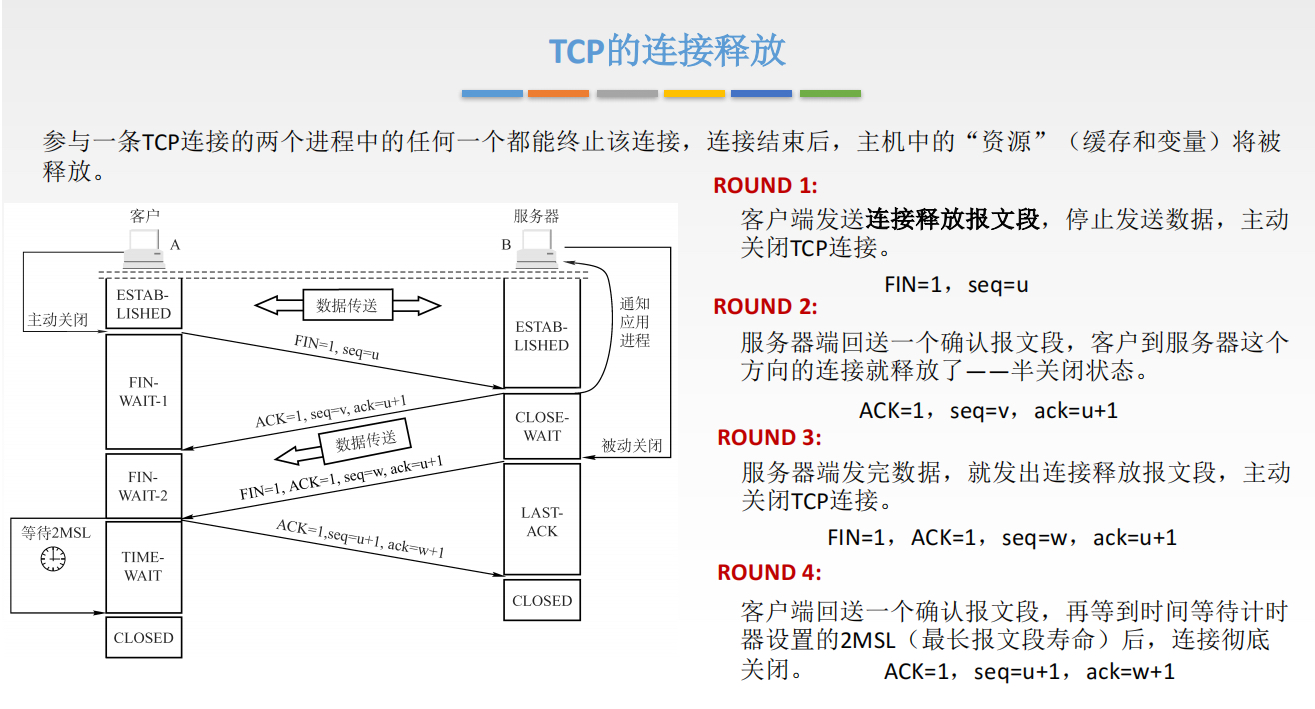 TCP的连接释放
参与一条TCP连接的两个进程中的任何一个都能终止该连接，连接结束后，主机中的“资源”（缓存和变量）将被
释放。
客户
服务器
A
B
ESTAB-
LISHED
主动关闭
数据传送
通知
应用
进程
ESTAB-
LISHED
FIN=1, seq=u
FIN-
WAIT-1
ACK=1, seq=v, ack=u+1
CLOSE-
WAIT
数据传送
被动关闭
FIN-
WAIT-2
FIN=1, ACK=1, seq=w, ack=u+1
LAST-
ACK
等待2MSL
ACK=1,seq=u+1, ack=w+1
TIME-
WAIT
CLOSED
CLOSED
ROUND 1:
客户端发送连接释放报文段，停止发送数据，主动
关闭TCP连接。
FIN=1，seq=u
ROUND 2:
服务器端回送一个确认报文段，客户到服务器这个
方向的连接就释放了——半关闭状态。
ACK=1，seq=v，ack=u+1
ROUND 3:
服务器端发完数据，就发出连接释放报文段，主动
关闭TCP连接。
FIN=1，ACK=1，seq=w，ack=u+1
ROUND 4:
客户端回送一个确认报文段，再等到时间等待计时
器设置的2MSL（最长报文段寿命）后，连接彻底
关闭。 ACK=1，seq=u+1，ack=w+1